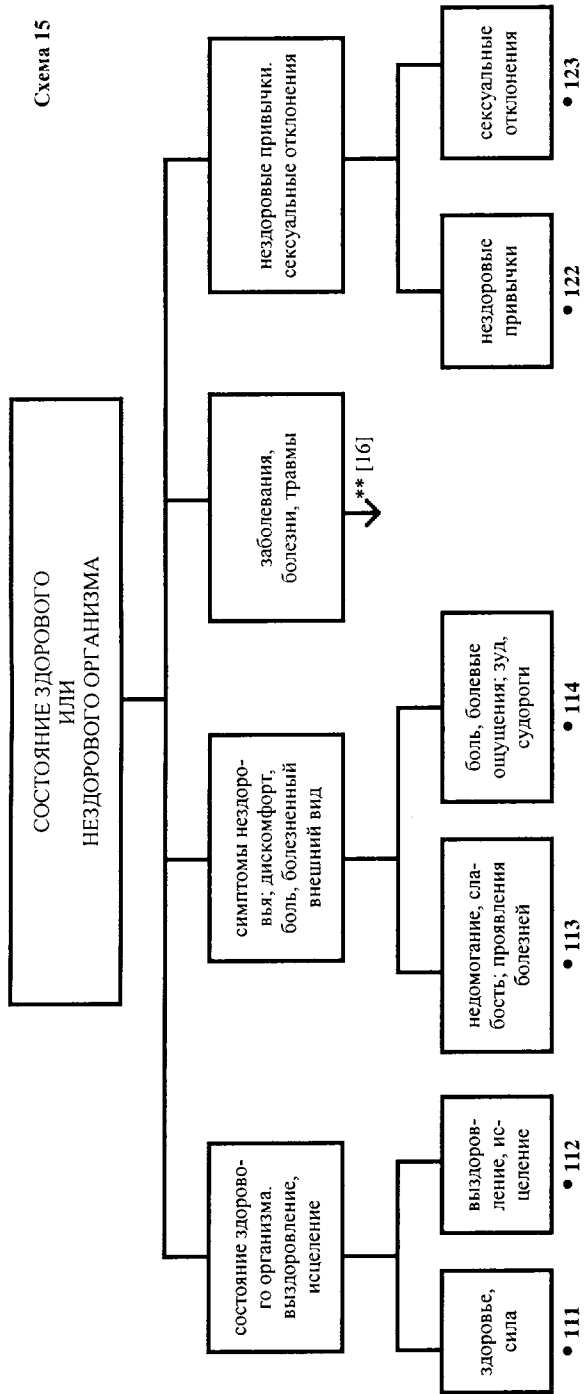 Схема 15
СОСТОЯНИЕ ЗДОРОВОГО
ИЛИ
НЕЗДОРОВОГО ОРГАНИЗМА
состояние здорово-
го организма.
выздоровление,
исцеление
симптомы нездоро-
вья; дискомфорт,
боль, болезненный
внешний вид
заболевания,
болезни, травмы
** [16]
нездоровые привычки.
сексуальные отклонения
здоровье,
сила
• 111
выздоров-
ление, ис-
целение
• 112
недомогание, сла-
бость; проявления
болезней
• 113
боль, болевые
ощущения; зуд,
судороги
• 114
нездоровые
привычки
• 122
сексуальные
отклонения
• 123